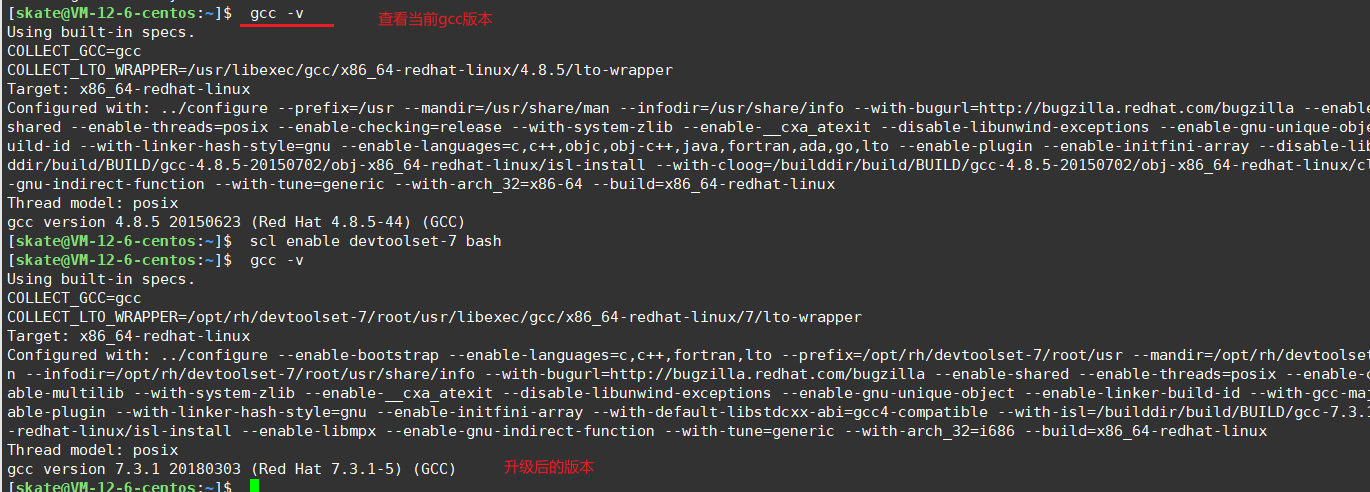 [skate@VM-12-6-centos:~]$ gcc -v 查看当前gcc版本
Using built-in specs.
COLLECT_GCC=gcc
COLLECT_LTO_WRAPPER=/usr/libexec/gcc/x86_64-redhat-linux/4.8.5/lto-wrapper
Target: x86_64-redhat-linux
Configured with: ../configure --prefix=/usr --mandir=/usr/share/man --infodir=/usr/share/info --with-bugurl=http://bugzilla.redhat.com/bugzilla --enable
shared --enable-threads=posix --enable-checking=release --with-system-zlib --enable-__cxa_atexit --disable-libunwind-exceptions --enable-gnu-unique-obje
uild-id --with-linker-hash-style=gnu --enable-languages=c,c++,objc,obj-c++,java,fortran,ada,go,lto --enable-plugin --enable-initfini-array --disable-lib
ddir/build/BUILD/gcc-4.8.5-20150702/obj-x86_64-redhat-linux/isl-install --with-cloog=/builddir/build/BUILD/gcc-4.8.5-20150702/obj-x86_64-redhat-linux/cl
-gnu-indirect-function --with-tune=generic --with-arch_32=x86-64 --build=x86_64-redhat-linux
Thread model: posix
gcc version 4.8.5 20150623 (Red Hat 4.8.5-44) (GCC)
[skate@VM-12-6-centos:~]$ scl enable devtoolset-7 bash
[skate@VM-12-6-centos:~]$ gcc -v
Using built-in specs.
COLLECT_GCC=gcc
COLLECT_LTO_WRAPPER=/opt/rh/devtoolset-7/root/usr/libexec/gcc/x86_64-redhat-linux/7/lto-wrapper
Target: x86_64-redhat-linux
Configured with: ../configure --enable-bootstrap --enable-languages=c,c++,fortran,lto --prefix=/opt/rh/devtoolset-7/root/usr --mandir=/opt/rh/devtoolset
n --infodir=/opt/rh/devtoolset-7/root/usr/share/info --with-bugurl=http://bugzilla.redhat.com/bugzilla --enable-shared --enable-threads=posix --enable-c
able-multilib --with-system-zlib --enable-__cxa_atexit --disable-libunwind-exceptions --enable-gnu-unique-object --enable-linker-build-id --with-gcc-maj
able-plugin --with-linker-hash-style=gnu --enable-initfini-array --with-default-libstdcxx-abi=gcc4-compatible --with-isl=/builddir/build/BUILD/gcc-7.3.1
-redhat-linux/isl-install --enable-libmpx --enable-gnu-indirect-function --with-tune=generic --with-arch_32=i686 --build=x86_64-redhat-linux
Thread model: posix
gcc version 7.3.1 20180303 (Red Hat 7.3.1-5) (GCC) 升级后的版本
[skate@VM-12-6-centos:~]$